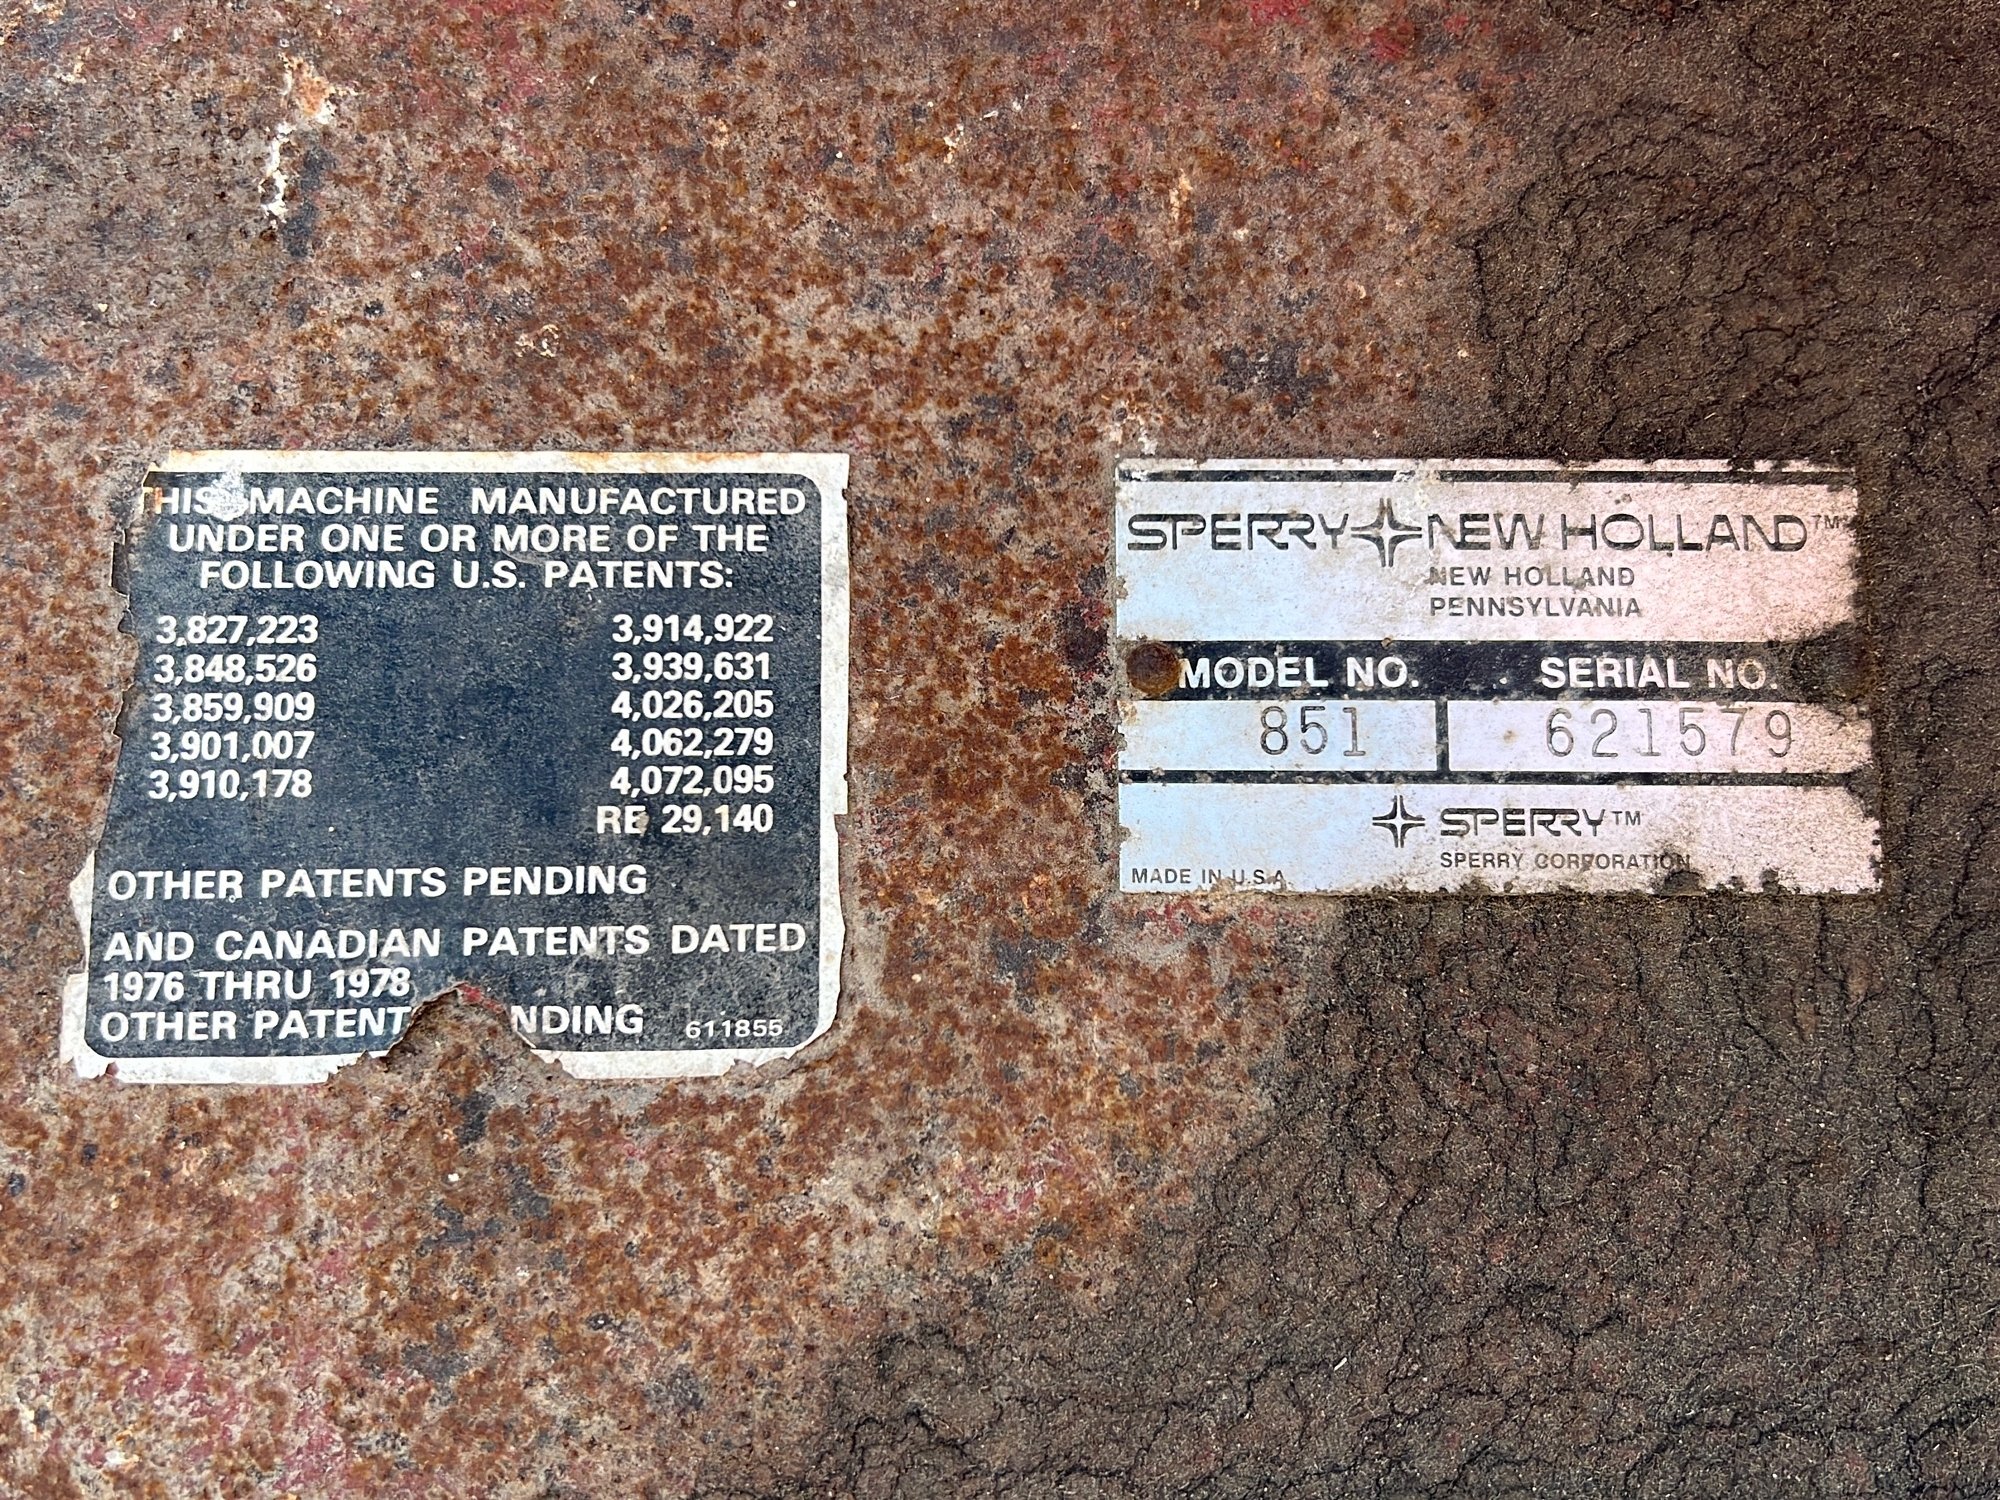 THIS MACHINE MANUFACTURED
UNDER ONE OR MORE OF THE
FOLLOWING U.S. PATENTS:
3,827,223 3,914,922
3,848,526 3,939,631
3,859,909 4,026,205
3,901,007 4,062,279
3,910,178 4,072,095
RE 29,140
OTHER PATENTS PENDING
AND CANADIAN PATENTS DATED
1976 THRU 1978
OTHER PATENT NDING 611855
SPERRY NEW HOLLAND™
NEW HOLLAND
PENNSYLVANIA
MODEL NO. SERIAL NO.
851 621579
SPERRY™
SPERRY CORPORATION
MADE IN U.S.A.